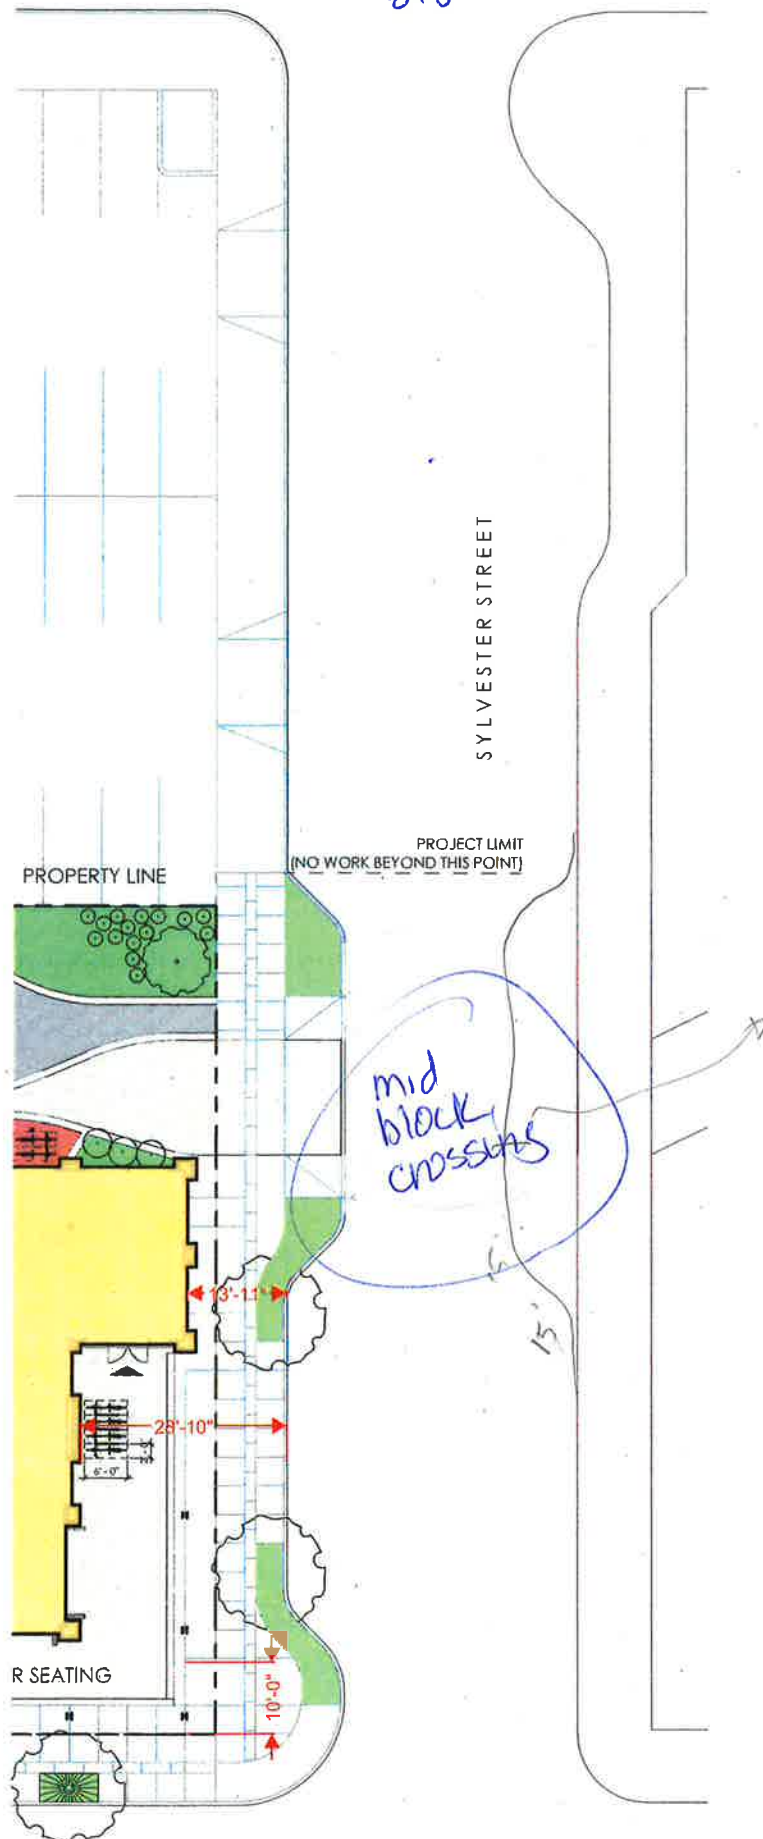 SYLVESTER STREET
PROJECT LIMIT
(NO WORK BEYOND THIS POINT)
PROPERTY LINE
mid
block
crossing
13'-11"
15'
28'-10"
6'-0"
R SEATING
10'-0"